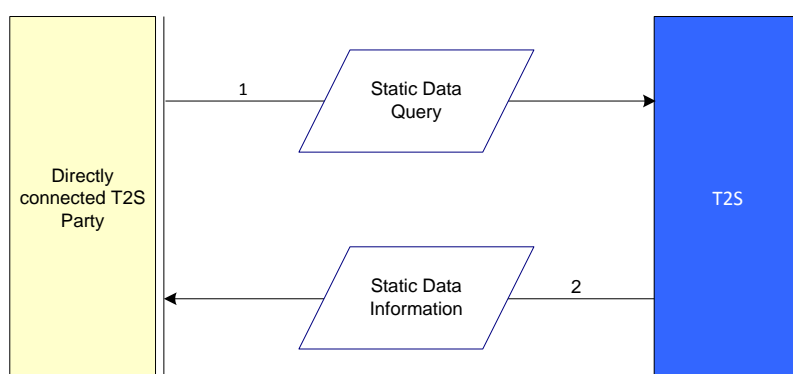 1
Static Data
Query
Directly
connected T2S
Party
T2S
Static Data
Information
2